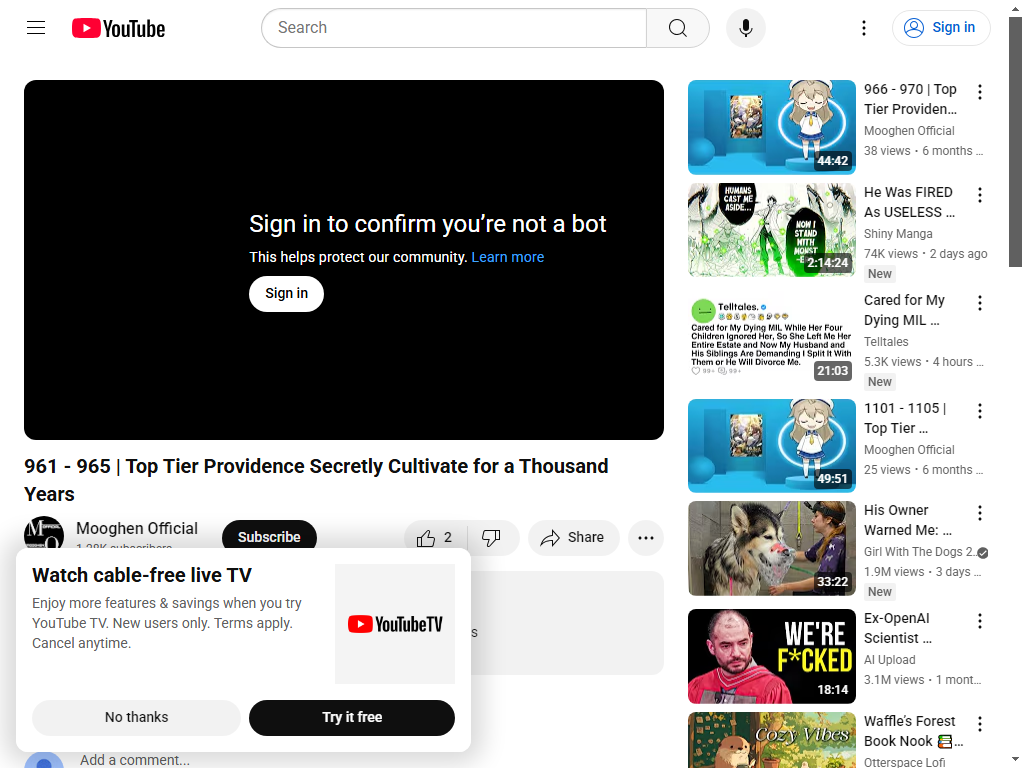 YouTube
Search
Sign in
Sign in to confirm you're not a bot
This helps protect our community. Learn more
Sign in
961 - 965 | Top Tier Providence Secretly Cultivate for a Thousand
Years
Mooghen Official
Subscribe
2
Share
Watch cable-free live TV
Enjoy more features & savings when you try
YouTube TV. New users only. Terms apply.
Cancel anytime.
YouTubeTV
No thanks
Try it free
Add a comment...
44:42
966 - 970 | Top
Tier Providen…
Mooghen Official
38 views • 6 months …
HUMANS
CAST ME
ASIDE...
NOW I
STAND
WITH
2:14:24
He Was FIRED
As USELESS …
Shiny Manga
74K views • 2 days ago
New
Telltales.
Cared for My Dying MIL While Her Four
Children Ignored Her, So She Left Me Her
Entire Estate and Now My Husband and
His Siblings Are Demanding I Split It With
Them or He Will Divorce Me.
99+ 99+
21:03
Cared for My
Dying MIL …
Telltales
5.3K views • 4 hours …
New
49:51
1101 - 1105 |
Top Tier …
Mooghen Official
25 views • 6 months …
33:22
His Owner
Warned Me: …
Girl With The Dogs 2…
1.9M views • 3 days …
New
WE'RE
F*CKED
18:14
Ex-OpenAI
Scientist …
AI Upload
3.1M views • 1 mont…
Cozy Vibes
Waffle's Forest
Book Nook 📚…
Otterspace Lofi